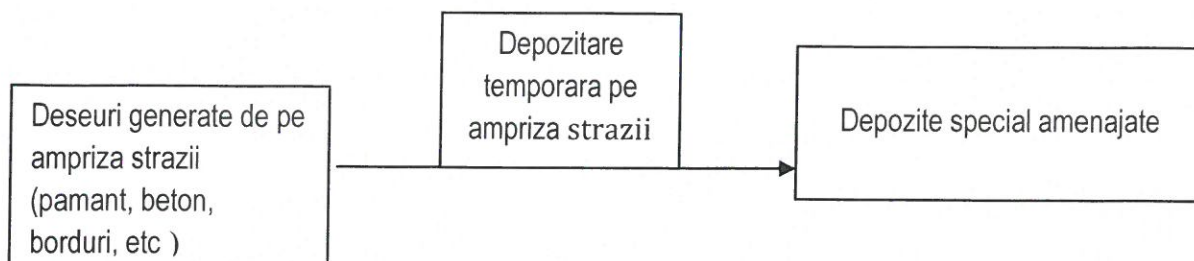 Deseuri generate de pe
ampriza strazii
(pamant, beton,
borduri, etc )
Depozitare
temporara pe
ampriza strazii
Depozite special amenajate